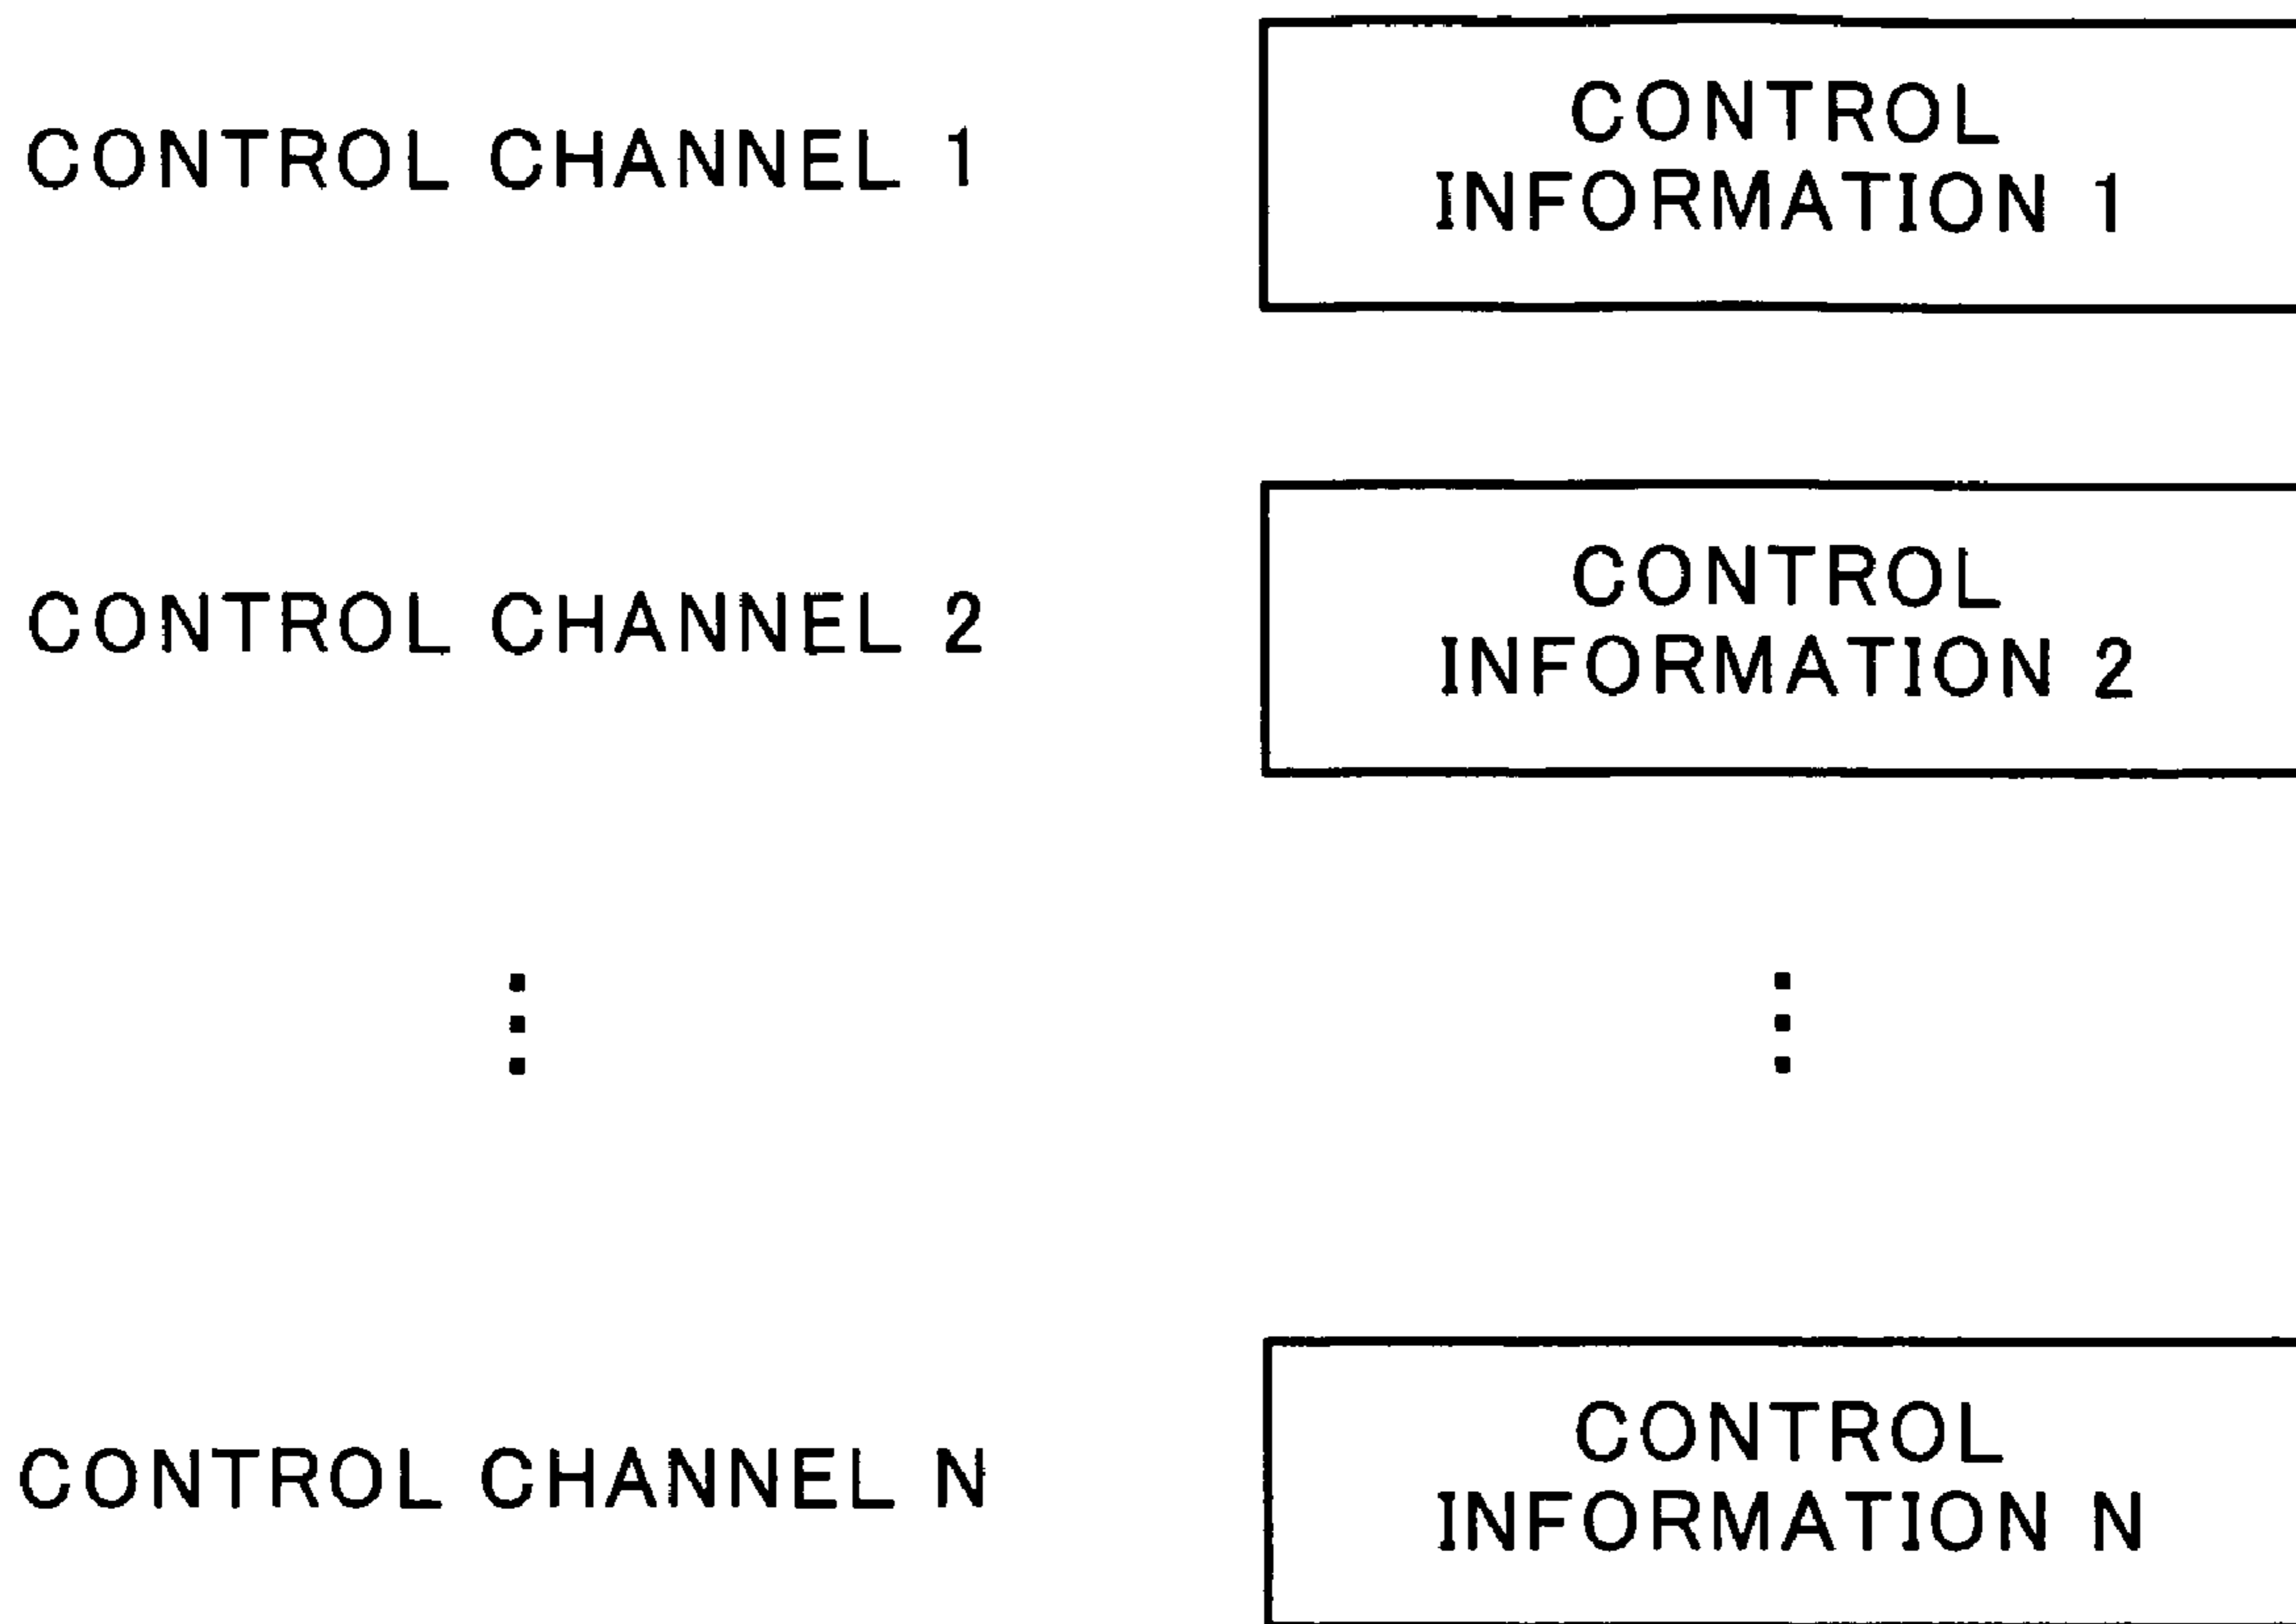 CONTROL CHANNEL 1
CONTROL
INFORMATION 1
CONTROL CHANNEL 2
CONTROL
INFORMATION 2
CONTROL CHANNEL N
CONTROL
INFORMATION N